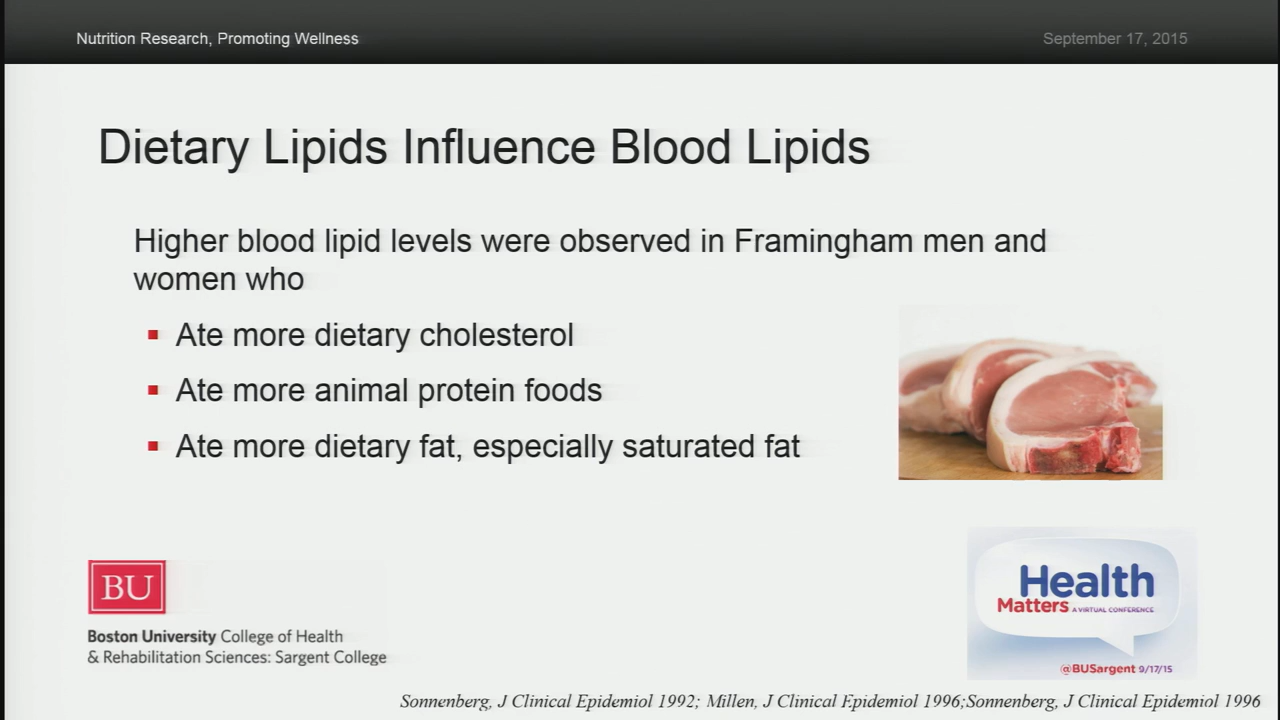 Nutrition Research, Promoting Wellness
September 17, 2015
Dietary Lipids Influence Blood Lipids
Higher blood lipid levels were observed in Framingham men and
women who
Ate more dietary cholesterol
Ate more animal protein foods
Ate more dietary fat, especially saturated fat
BU
Boston University College of Health
& Rehabilitation Sciences: Sargent College
Health
Matters A VIRTUAL CONFERENCE
@BUSargent 9/17/15
Sonnenberg, J Clinical Epidemiol 1992; Millen, J Clinical Epidemiol 1996;Sonnenberg, J Clinical Epidemiol 1996